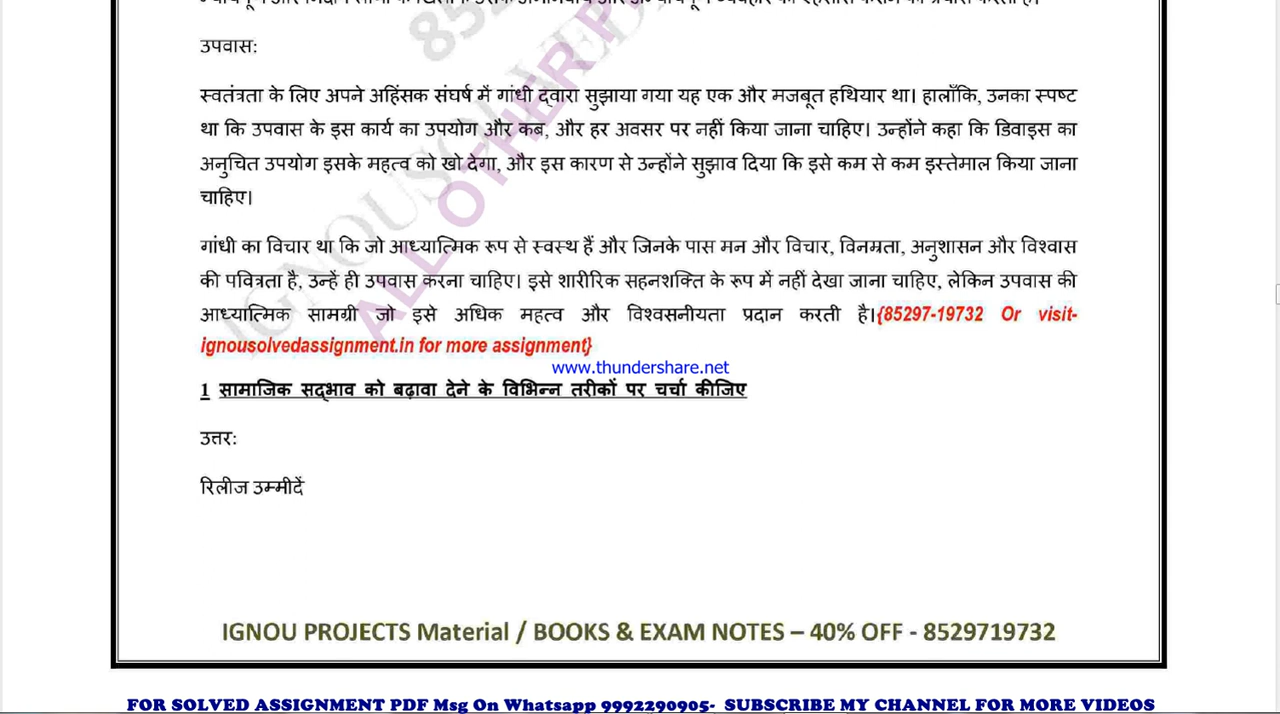 उपवास:
स्वतंत्रता के लिए अपने अहिंसक संघर्ष में गांधी द्वारा सुझाया गया यह एक और मजबूत हथियार था। हालाँकि, उनका स्पष्ट
था कि उपवास के इस कार्य का उपयोग और कब, और हर अवसर पर नहीं किया जाना चाहिए। उन्होंने कहा कि डिवाइस का
अनुचित उपयोग इसके महत्व को खो देगा, और इस कारण से उन्होंने सुझाव दिया कि इसे कम से कम इस्तेमाल किया जाना
चाहिए।
गांधी का विचार था कि जो आध्यात्मिक रूप से स्वस्थ हैं और जिनके पास मन और विचार, विनम्रता, अनुशासन और विश्वास
की पवित्रता है, उन्हें ही उपवास करना चाहिए। इसे शारीरिक सहनशक्ति के रूप में नहीं देखा जाना चाहिए, लेकिन उपवास की
आध्यात्मिक सामग्री जो इसे अधिक महत्व और विश्वसनीयता प्रदान करती है।{85297-19732 Or visit-
ignousolvedassignment.in for more assignment}
www.thundershare.net
1 सामाजिक सद्भाव को बढ़ावा देने के विभिन्न तरीकों पर चर्चा कीजिए
उत्तर:
रिलीज उम्मीदें
IGNOU PROJECTS Material / BOOKS & EXAM NOTES – 40% OFF - 8529719732
FOR SOLVED ASSIGNMENT PDF Msg On Whatsapp 9992290905- SUBSCRIBE MY CHANNEL FOR MORE VIDEOS